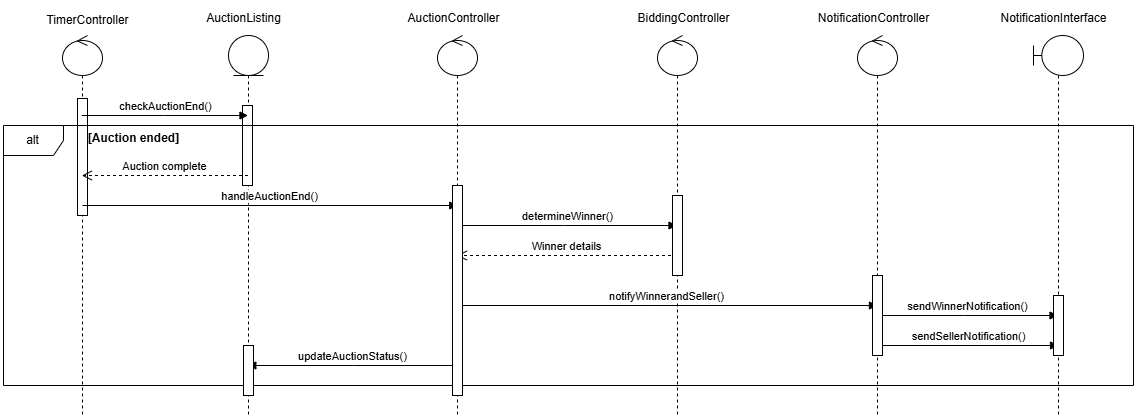 TimerController
AuctionListing
AuctionController
BiddingController
NotificationController
NotificationInterface
checkAuctionEnd()
alt
[Auction ended]
Auction complete
handleAuctionEnd()
determineWinner()
Winner details
notifyWinnerandSeller()
sendWinnerNotification()
sendSellerNotification()
updateAuctionStatus()